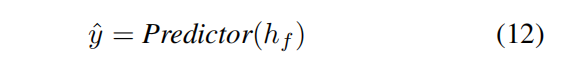 ŷ = Predictor(h_f) (12)